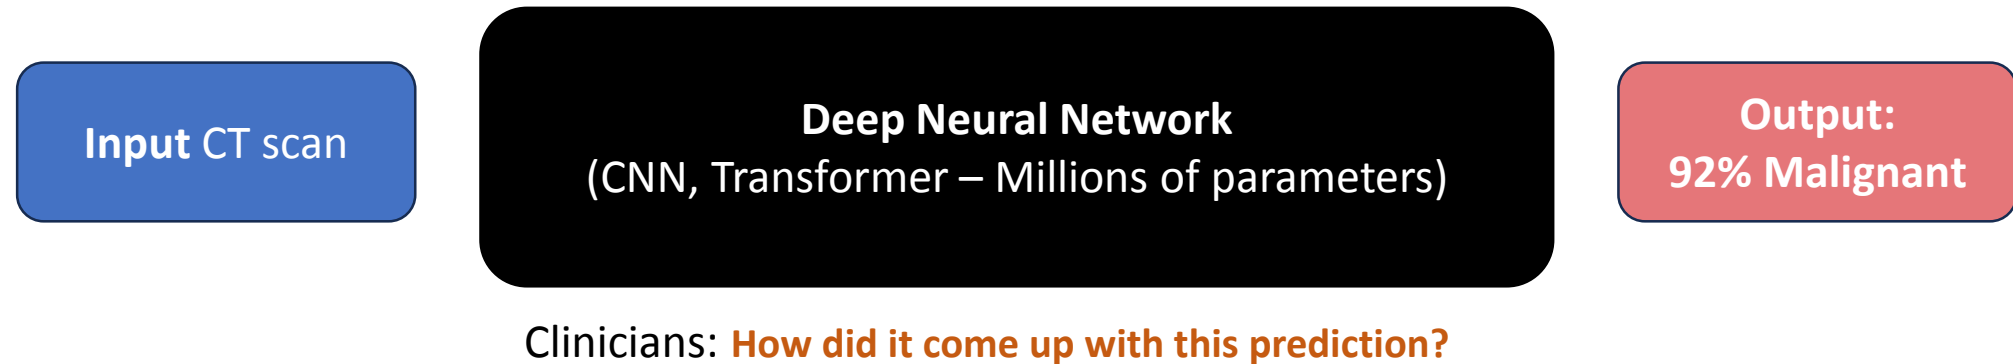 Input CT scan
Deep Neural Network
(CNN, Transformer – Millions of parameters)
Output:
92% Malignant
Clinicians: How did it come up with this prediction?